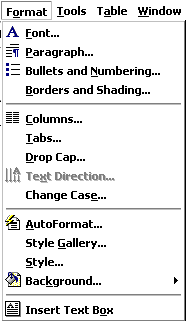 Format Tools Table Window
Font...
Paragraph...
Bullets and Numbering...
Borders and Shading...
Columns...
Tabs...
Drop Cap...
Text Direction...
Change Case...
AutoFormat...
Style Gallery...
Style...
Background...
Insert Text Box